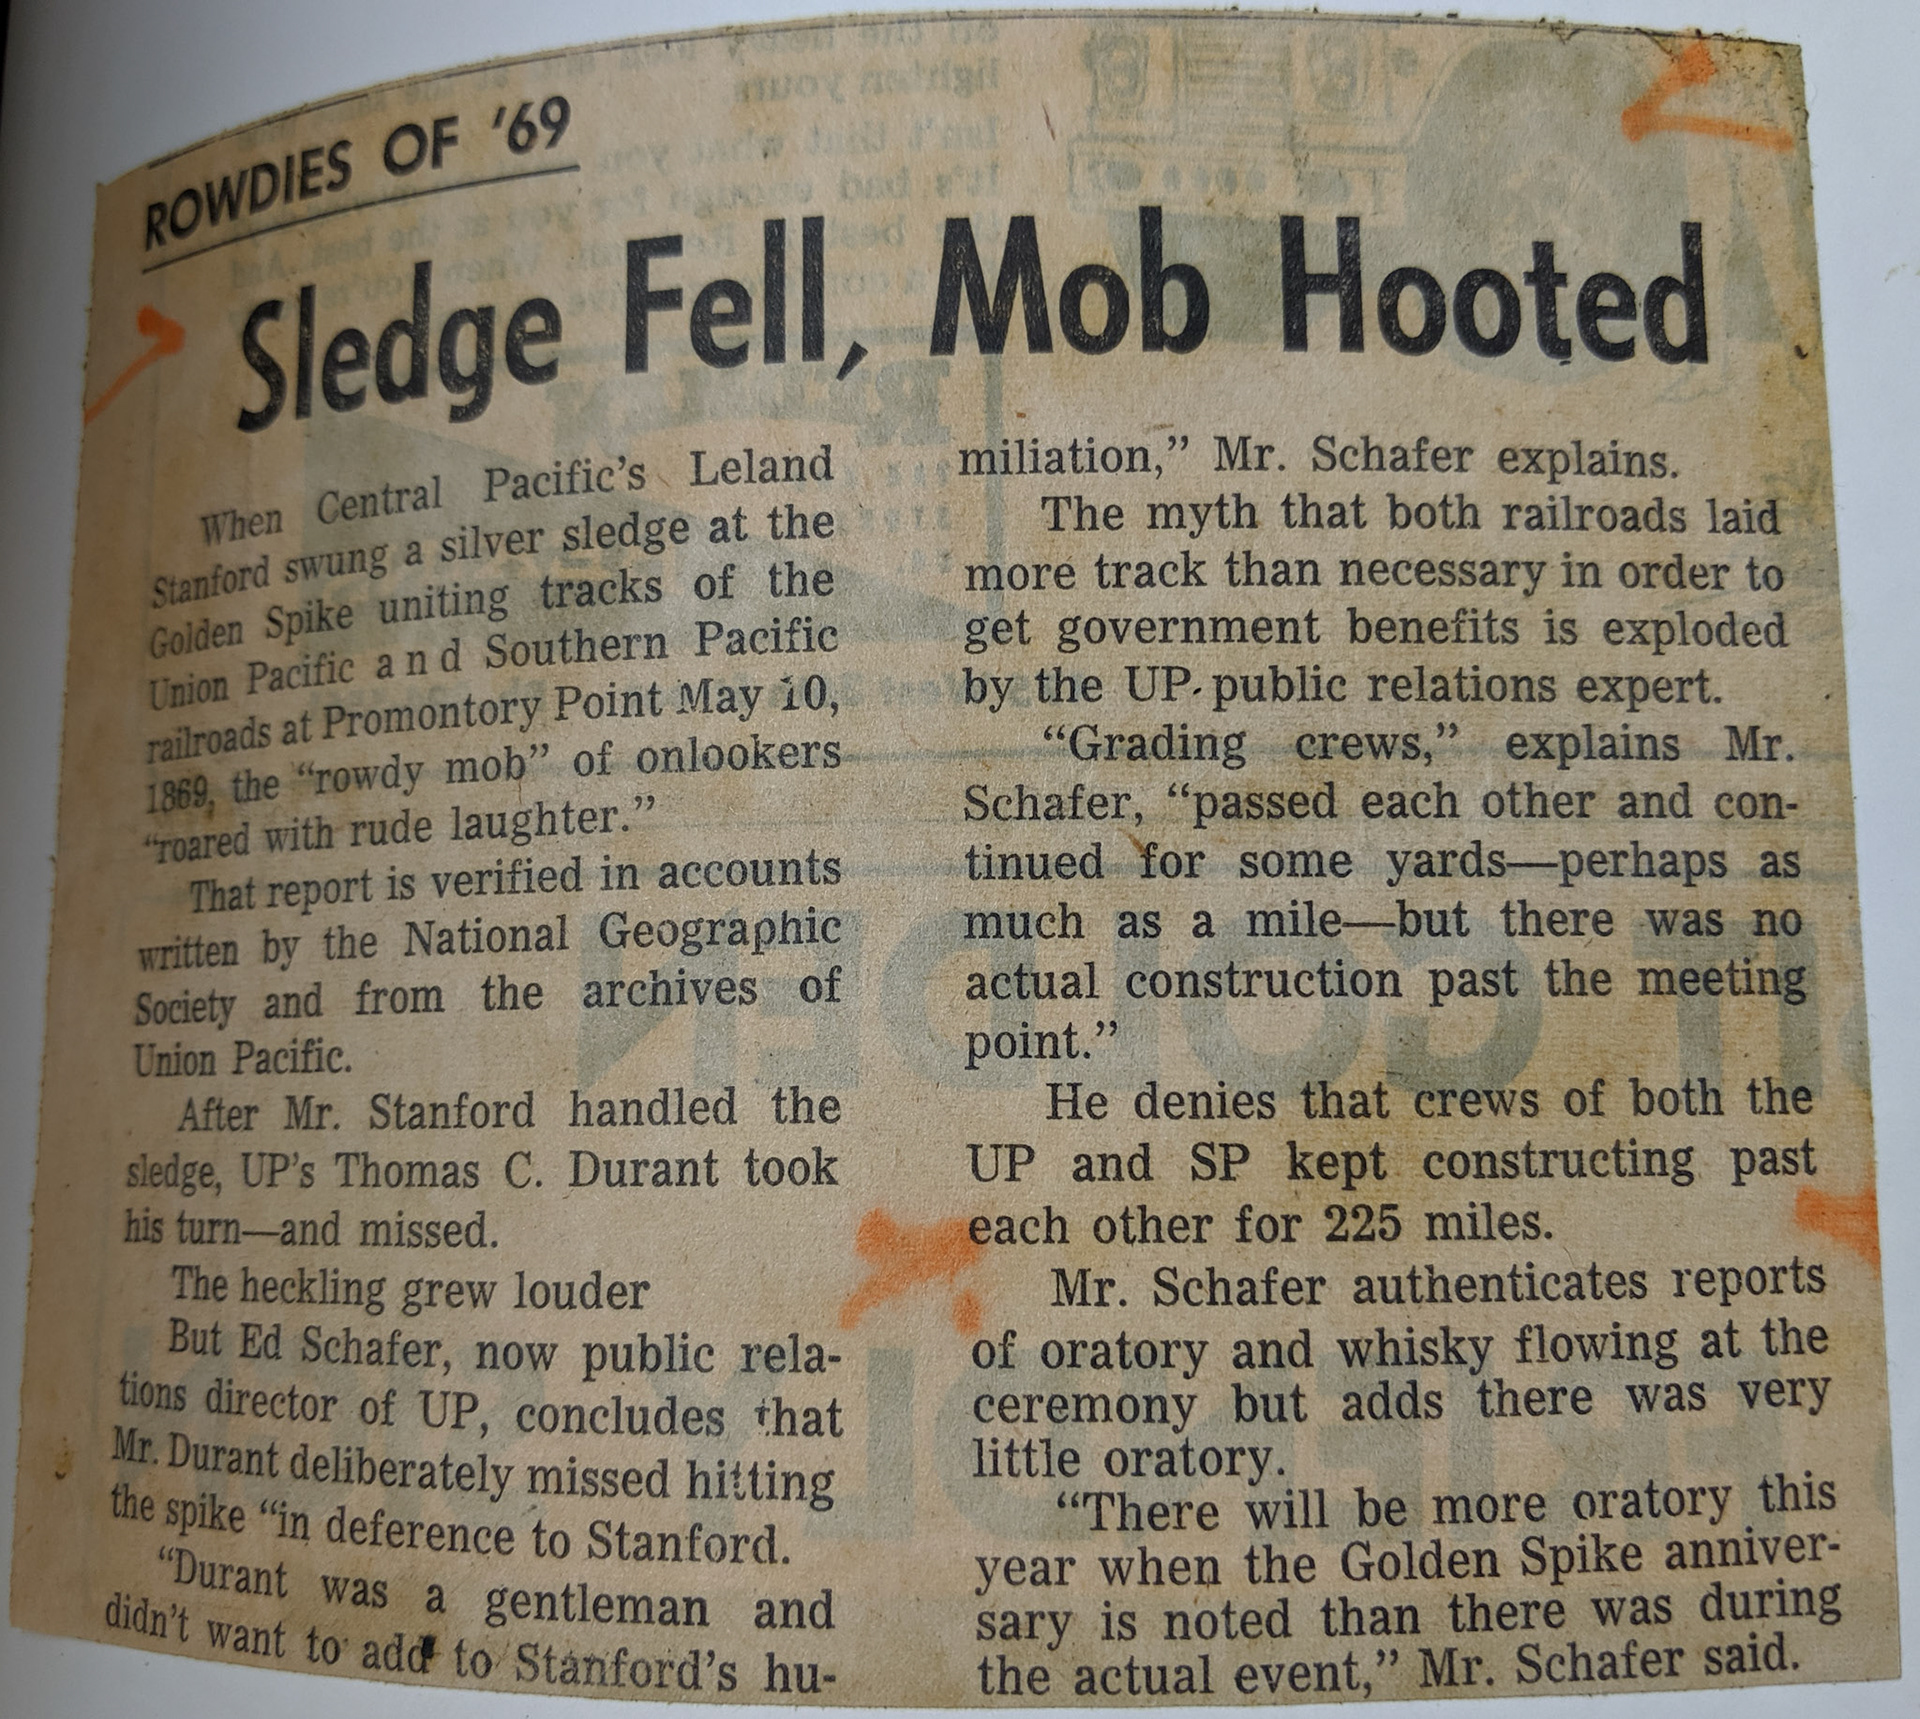 ROWDIES OF '69
Sledge Fell, Mob Hooted
When Central Pacific's Leland
Stanford swung a silver sledge at the
Golden Spike uniting tracks of the
Union Pacific and Southern Pacific
railroads at Promontory Point May 10,
1869, the “rowdy mob” of onlookers
“roared with rude laughter.”
That report is verified in accounts
written by the National Geographic
Society and from the archives of
Union Pacific.
After Mr. Stanford handled the
sledge, UP's Thomas C. Durant took
his turn—and missed.
The heckling grew louder
But Ed Schafer, now public rela-
tions director of UP, concludes that
Mr. Durant deliberately missed hitting
the spike “in deference to Stanford.
“Durant was a gentleman and
didn't want to add to Stanford's hu-
miliation,” Mr. Schafer explains.
The myth that both railroads laid
more track than necessary in order to
get government benefits is exploded
by the UP public relations expert.
“Grading crews,” explains Mr.
Schafer, “passed each other and con-
tinued for some yards—perhaps as
much as a mile—but there was no
actual construction past the meeting
point.”
He denies that crews of both the
UP and SP kept constructing past
each other for 225 miles.
Mr. Schafer authenticates reports
of oratory and whisky flowing at the
ceremony but adds there was very
little oratory.
“There will be more oratory this
year when the Golden Spike anniver-
sary is noted than there was during
the actual event,” Mr. Schafer said.